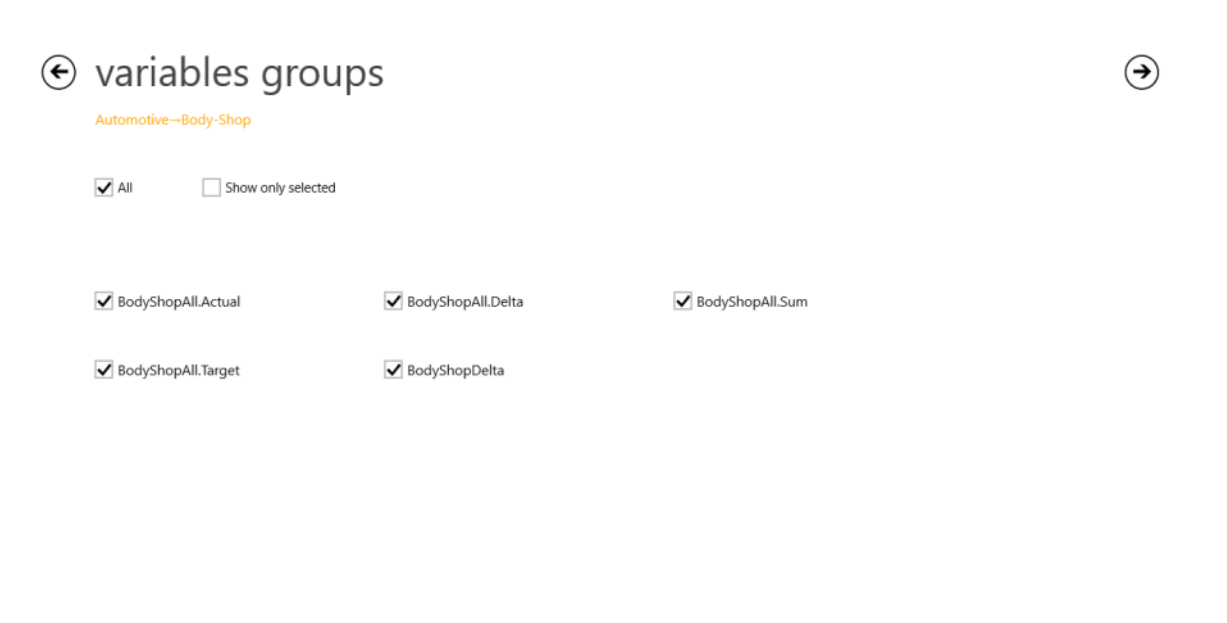 variables groups
Automotive→Body-Shop
All Show only selected
BodyShopAll.Actual BodyShopAll.Delta BodyShopAll.Sum
BodyShopAll.Target BodyShopDelta